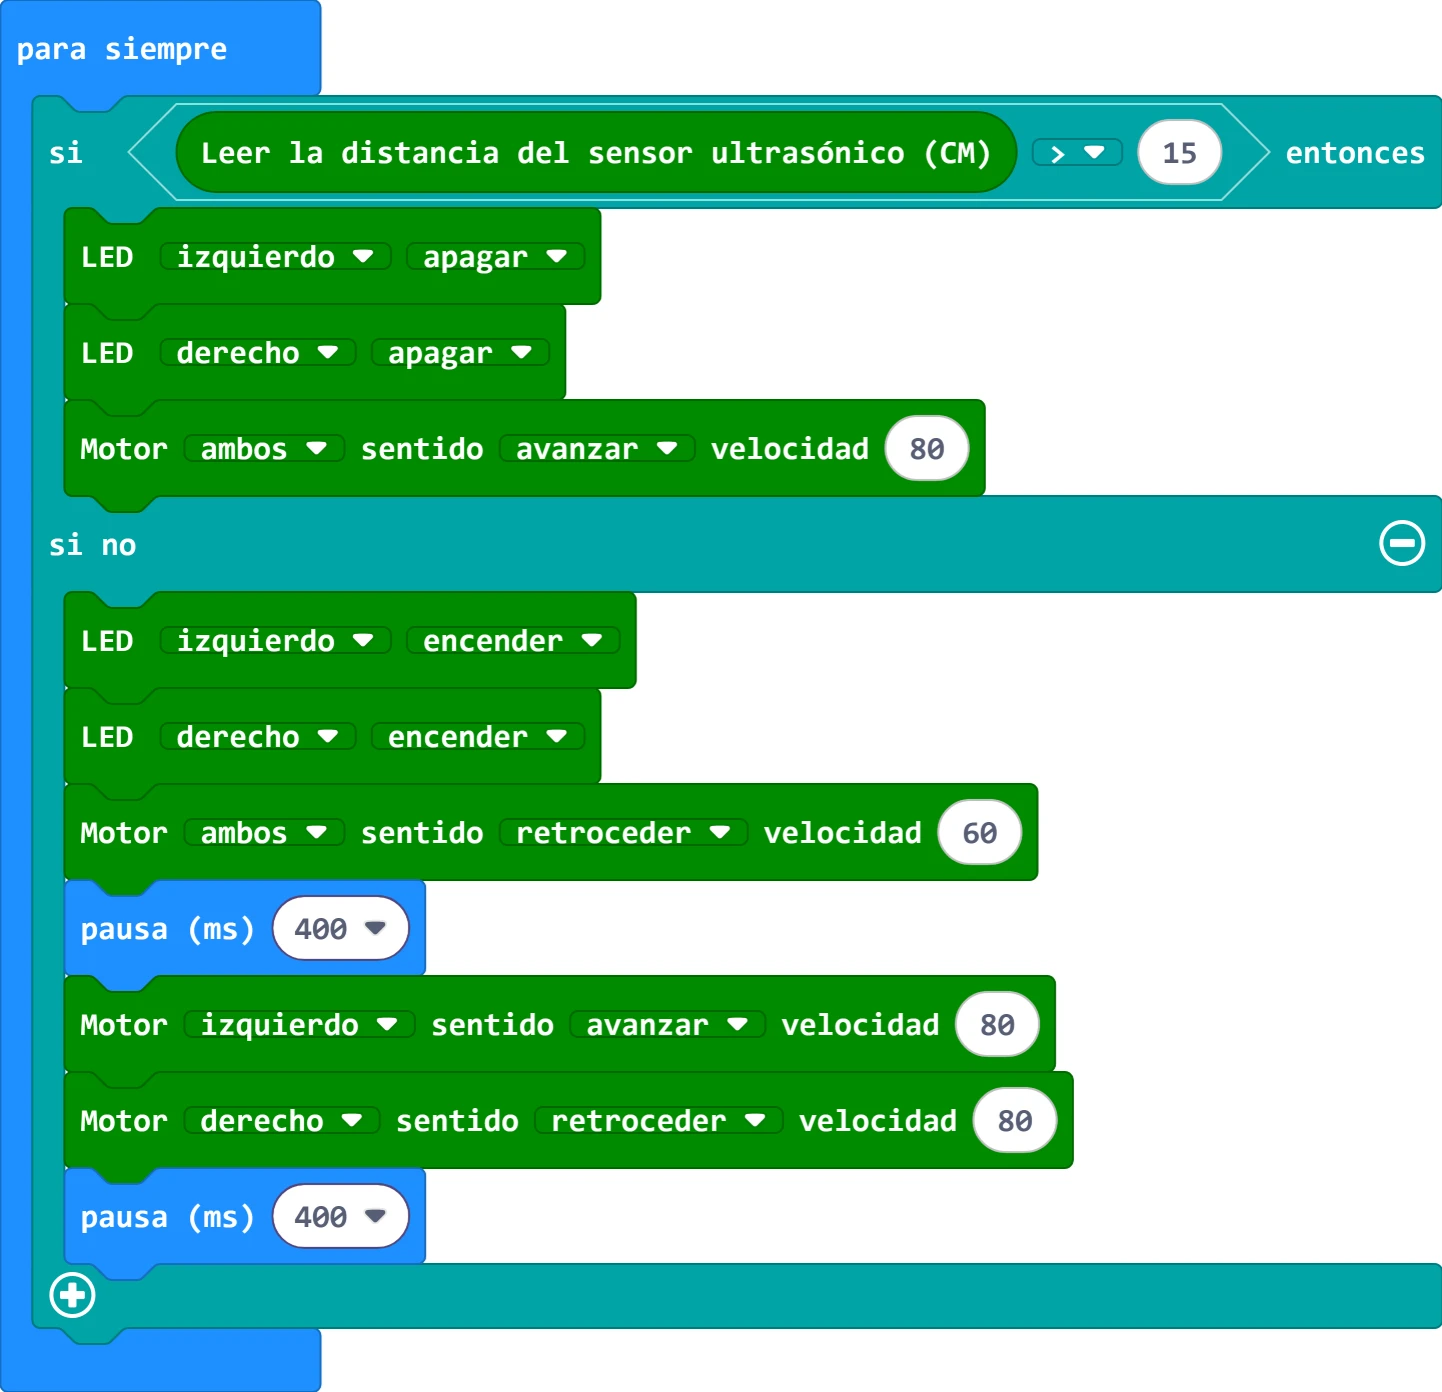 para siempre
si Leer la distancia del sensor ultrasónico (CM) > 15 entonces
LED izquierdo apagar
LED derecho apagar
Motor ambos sentido avanzar velocidad 80
si no
LED izquierdo encender
LED derecho encender
Motor ambos sentido retroceder velocidad 60
pausa (ms) 400
Motor izquierdo sentido avanzar velocidad 80
Motor derecho sentido retroceder velocidad 80
pausa (ms) 400